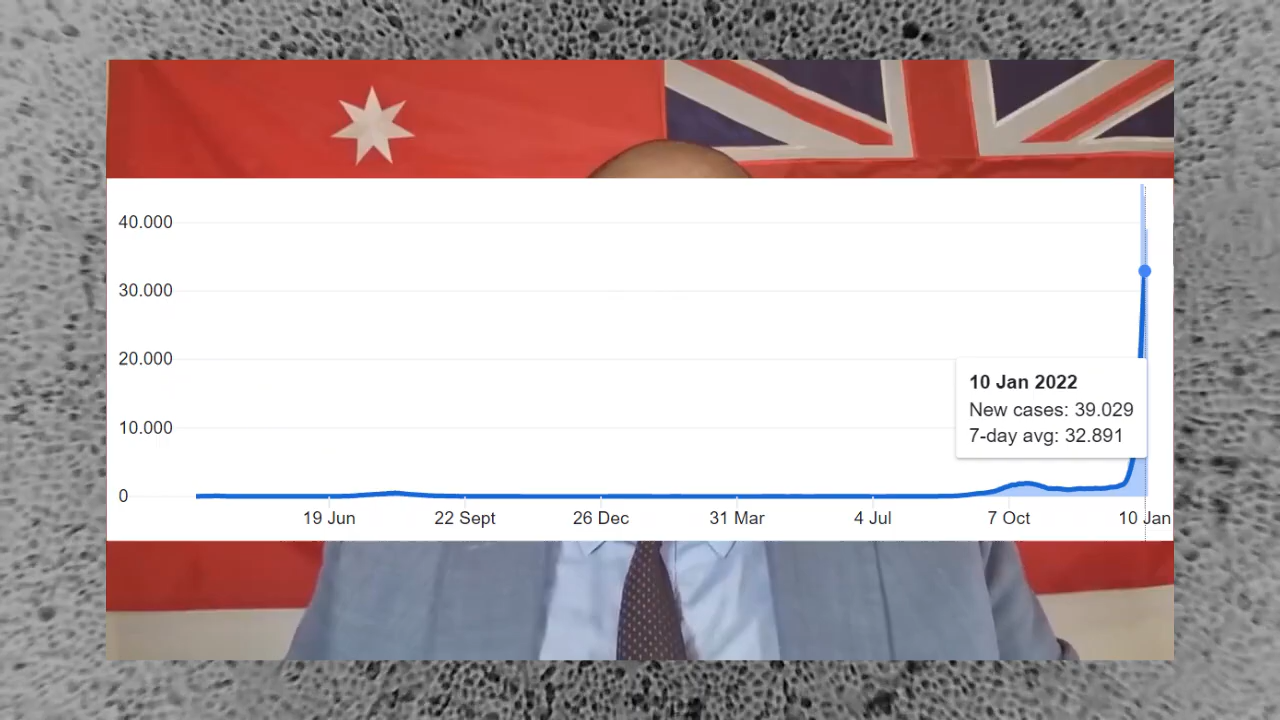 40.000
30.000
20.000
10.000
0
10 Jan 2022
New cases: 39.029
7-day avg: 32.891
19 Jun 22 Sept 26 Dec 31 Mar 4 Jul 7 Oct 10 Jan